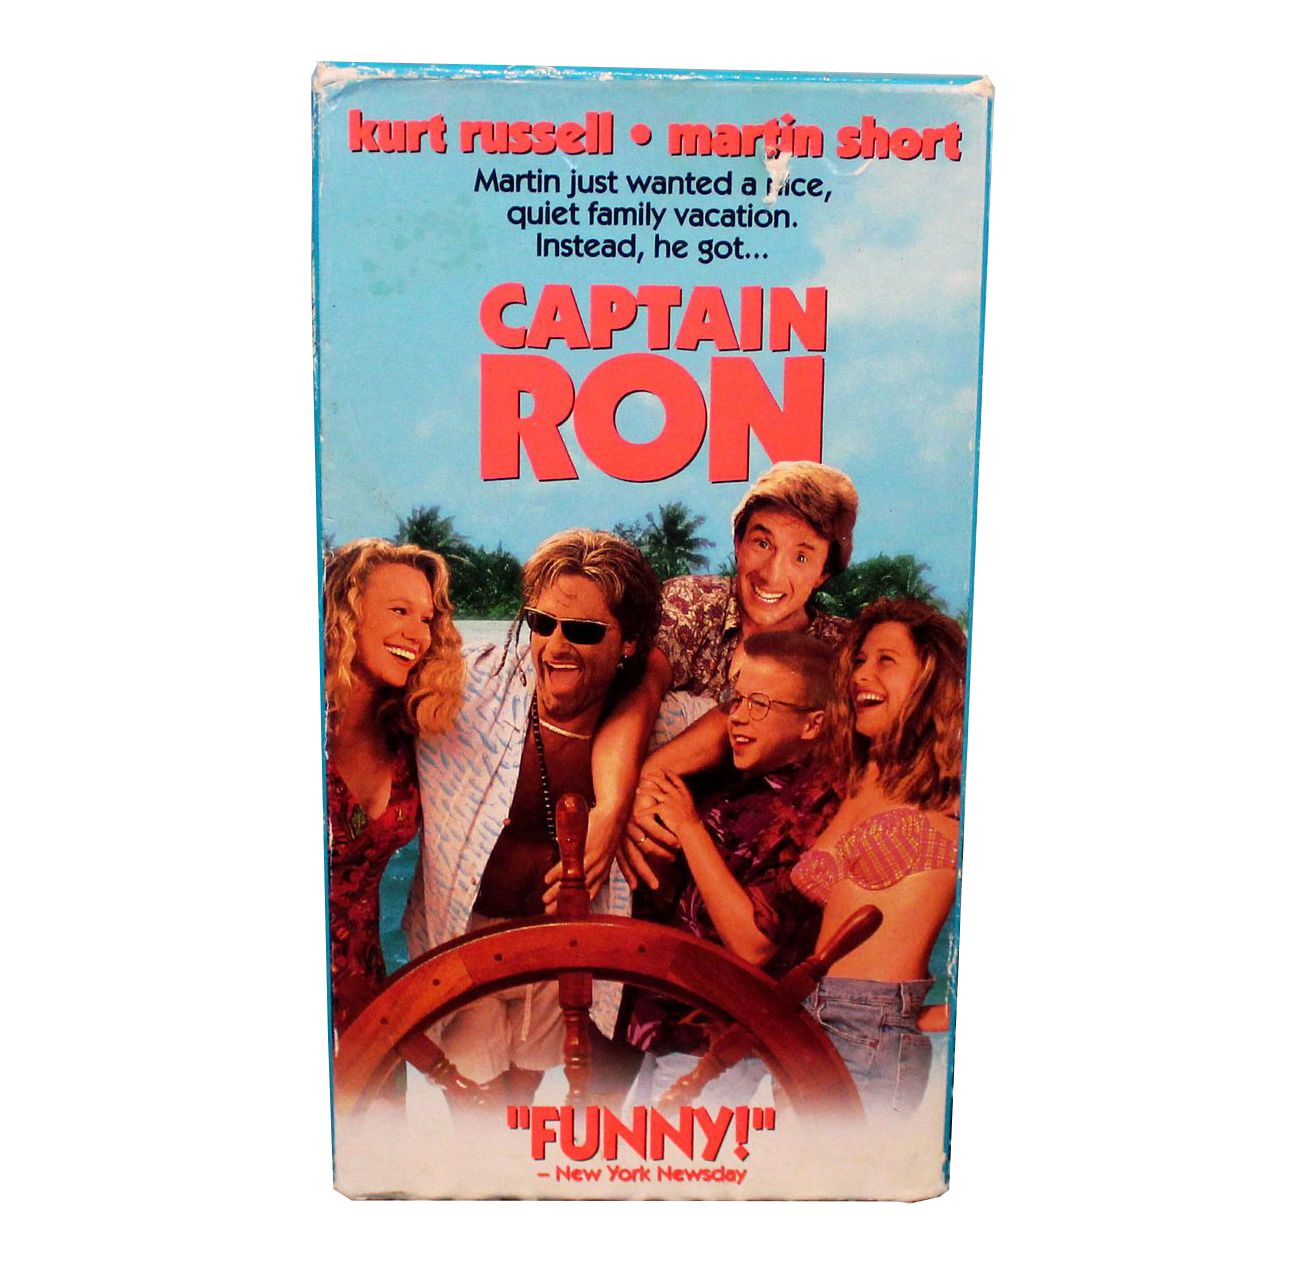 kurt russell • martin short
Martin just wanted a nice,
quiet family vacation.
Instead, he got...
CAPTAIN
RON
"FUNNY!"
– New York Newsday